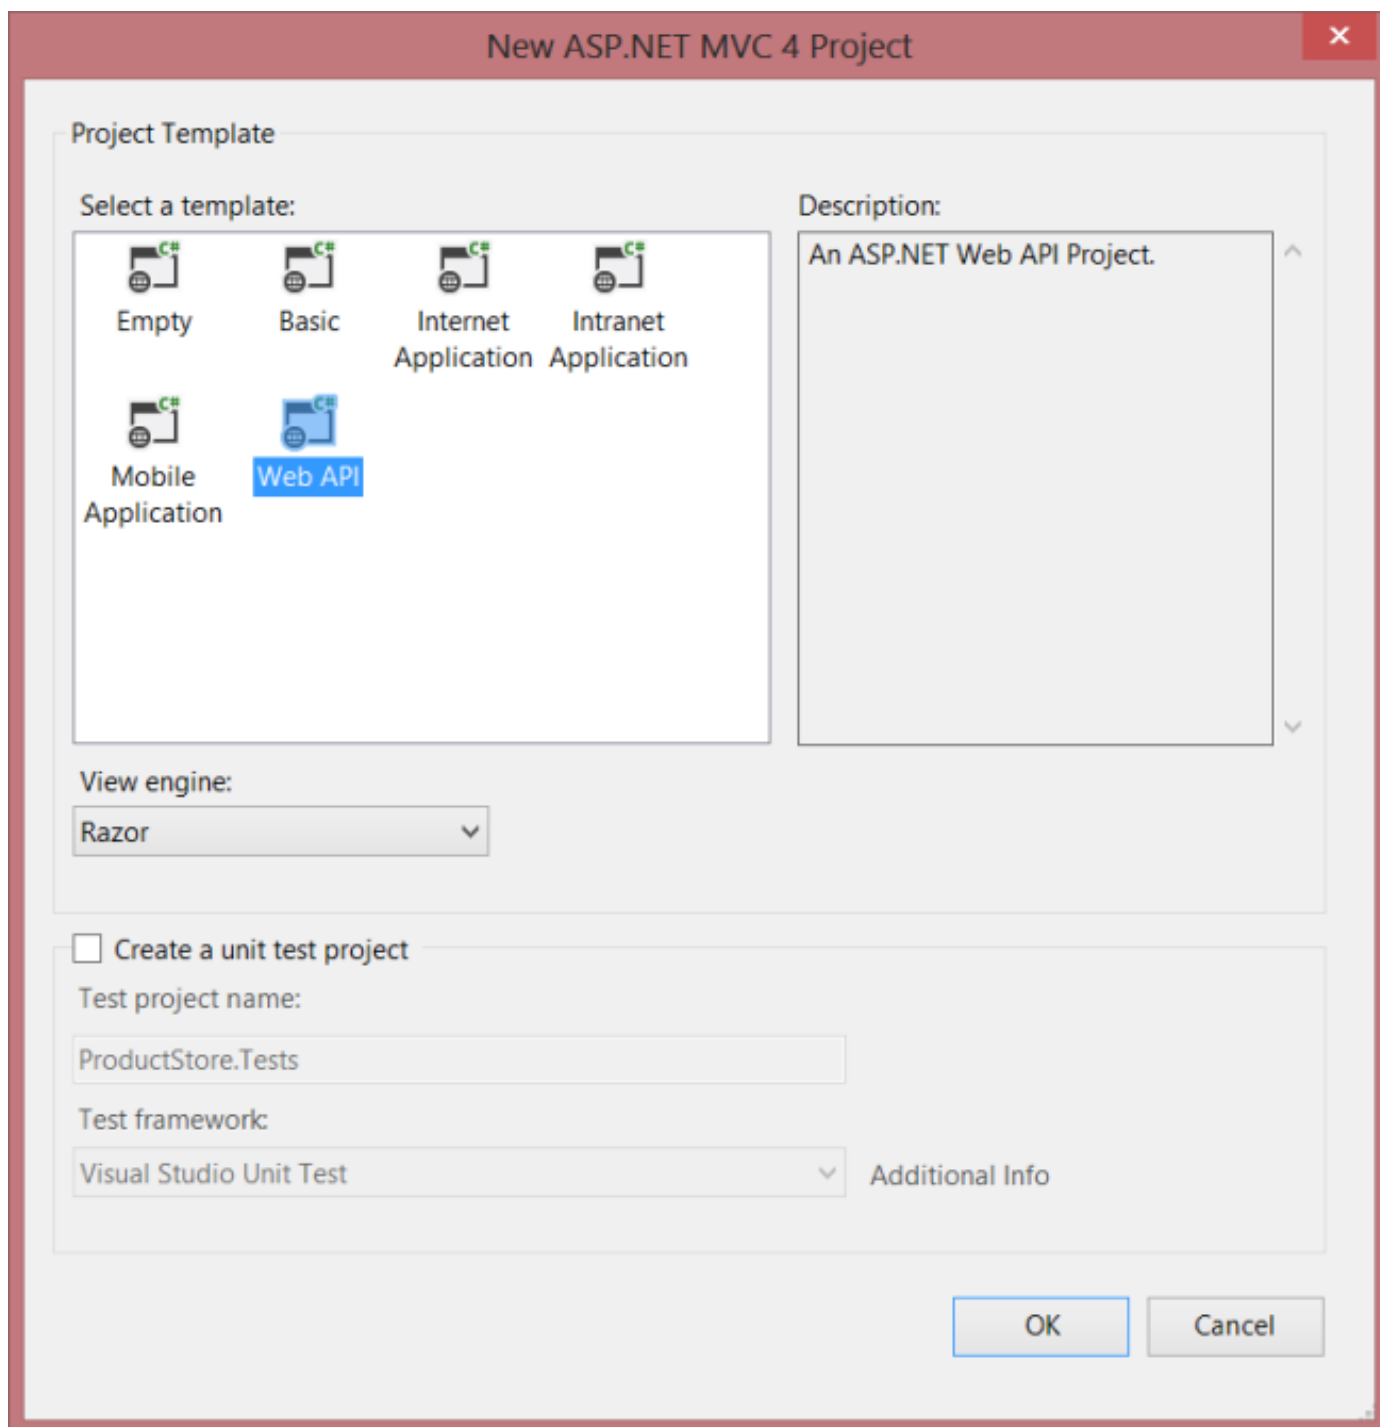 New ASP.NET MVC 4 Project
Project Template
Select a template:
Description:
C# C# C# C#
Empty Basic Internet Intranet
Application Application
An ASP.NET Web API Project.
C# C#
Mobile Web API
Application
View engine:
Razor
Create a unit test project
Test project name:
ProductStore.Tests
Test framework:
Visual Studio Unit Test
Additional Info
OK Cancel